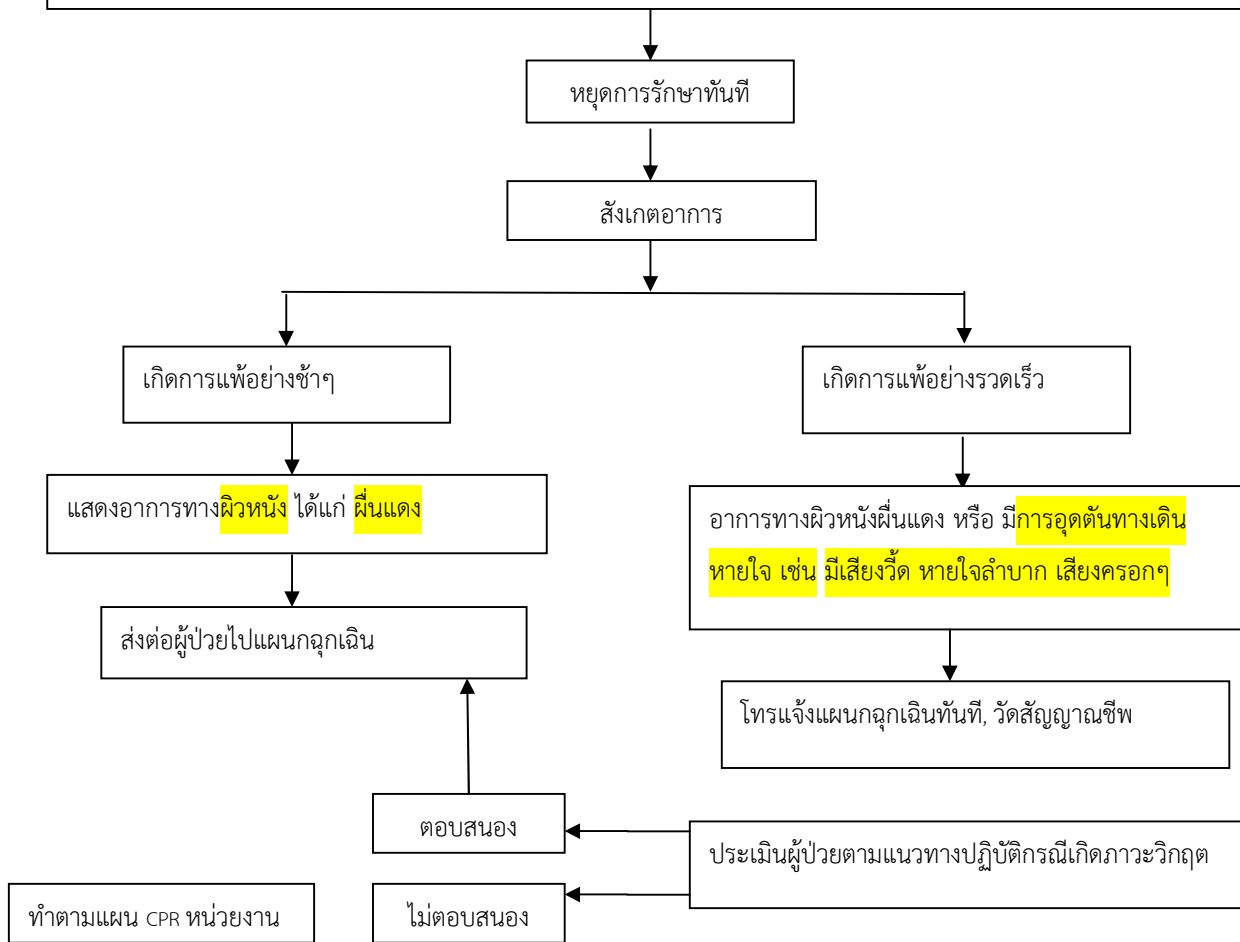 หยุดการรักษาทันที
สังเกตอาการ
เกิดการแพ้อย่างช้าๆ
เกิดการแพ้อย่างรวดเร็ว
แสดงอาการทางผิวหนัง ได้แก่ ผื่นแดง
อาการทางผิวหนังผื่นแดง หรือ มีการอุดตันทางเดิน
หายใจ เช่น มีเสียงวี้ด หายใจลำบาก เสียงครอกๆ
ส่งต่อผู้ป่วยไปแผนกฉุกเฉิน
โทรแจ้งแผนกฉุกเฉินทันที, วัดสัญญาณชีพ
ตอบสนอง
ประเมินผู้ป่วยตามแนวทางปฏิบัติกรณีเกิดภาวะวิกฤต
ทำตามแผน CPR หน่วยงาน
ไม่ตอบสนอง